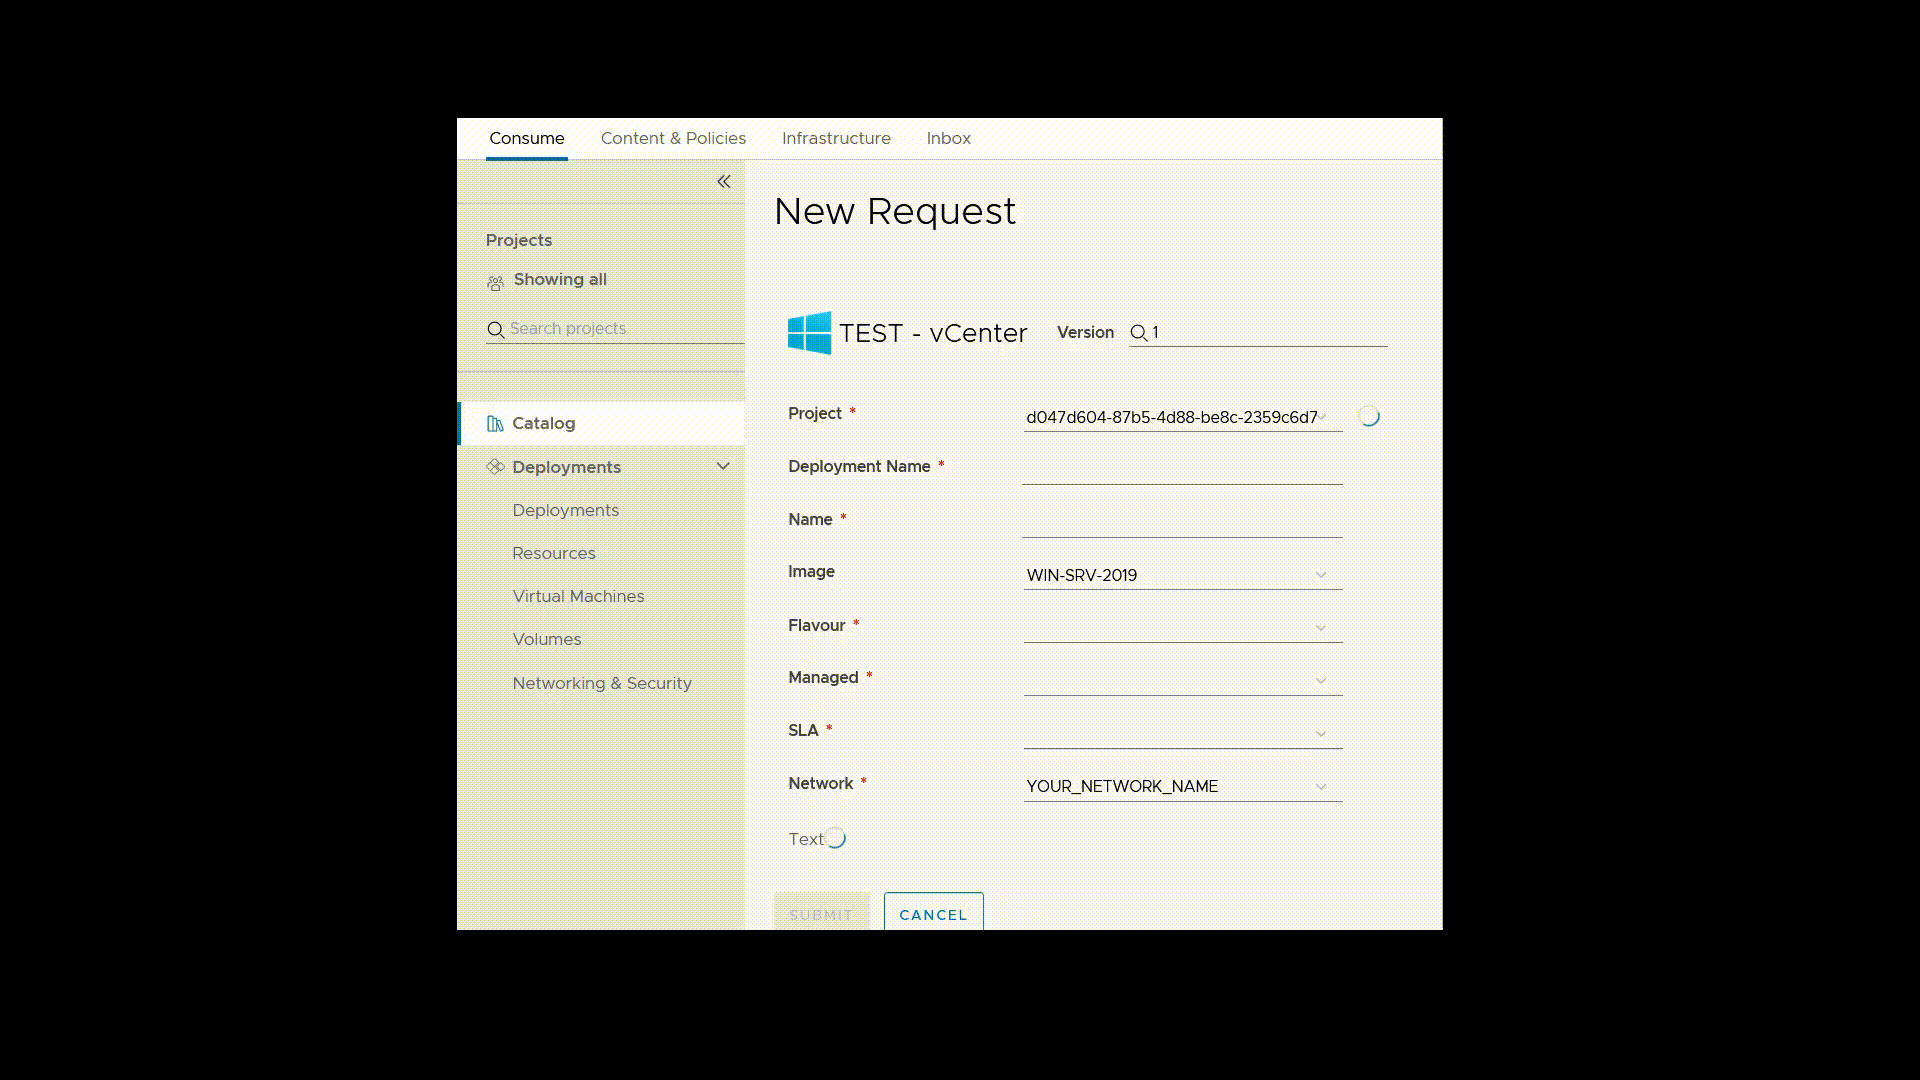 Consume Content & Policies Infrastructure Inbox
Projects
Showing all
Search projects
Catalog
Deployments
Deployments
Resources
Virtual Machines
Volumes
Networking & Security
New Request
TEST - vCenter Version 1
Project *
d047d604-87b5-4d88-be8c-2359c6d7
Deployment Name *
Name *
Image WIN-SRV-2019
Flavour *
Managed *
SLA *
Network * YOUR_NETWORK_NAME
Text
SUBMIT CANCEL